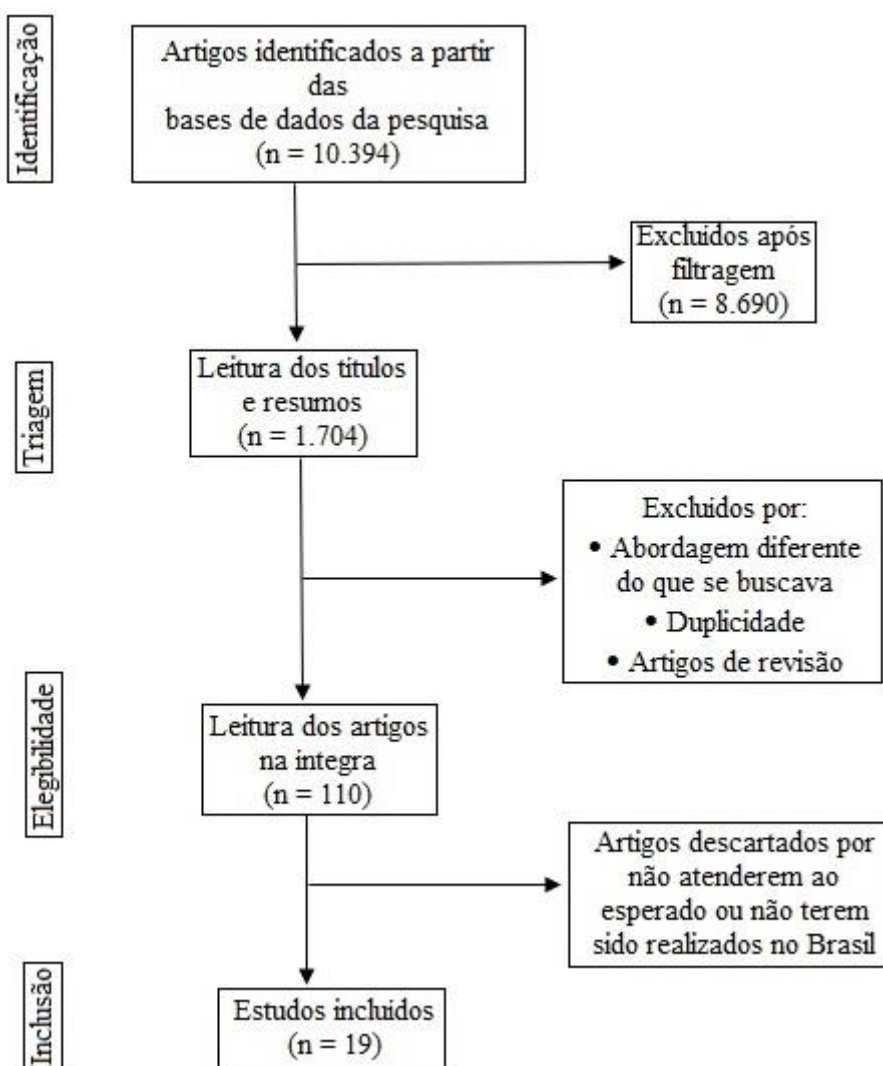 Identificação
Artigos identificados a partir
das
bases de dados da pesquisa
(n = 10.394)
Excluidos após
filtragem
(n = 8.690)
Triagem
Leitura dos titulos
e resumos
(n = 1.704)
Excluidos por:
• Abordagem diferente
do que se buscava
• Duplicidade
• Artigos de revisão
Elegibilidade
Leitura dos artigos
na integra
(n = 110)
Artigos descartados por
não atenderem ao
esperado ou não terem
sido realizados no Brasil
Inclusão
Estudos incluidos
(n = 19)